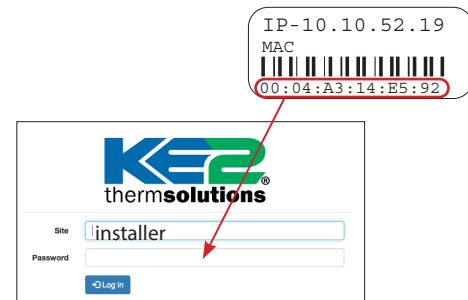 IP-10.10.52.19
MAC
00:04:A3:14:E5:92
KE2
thermsolutions®
Site
installer
Password
Log in